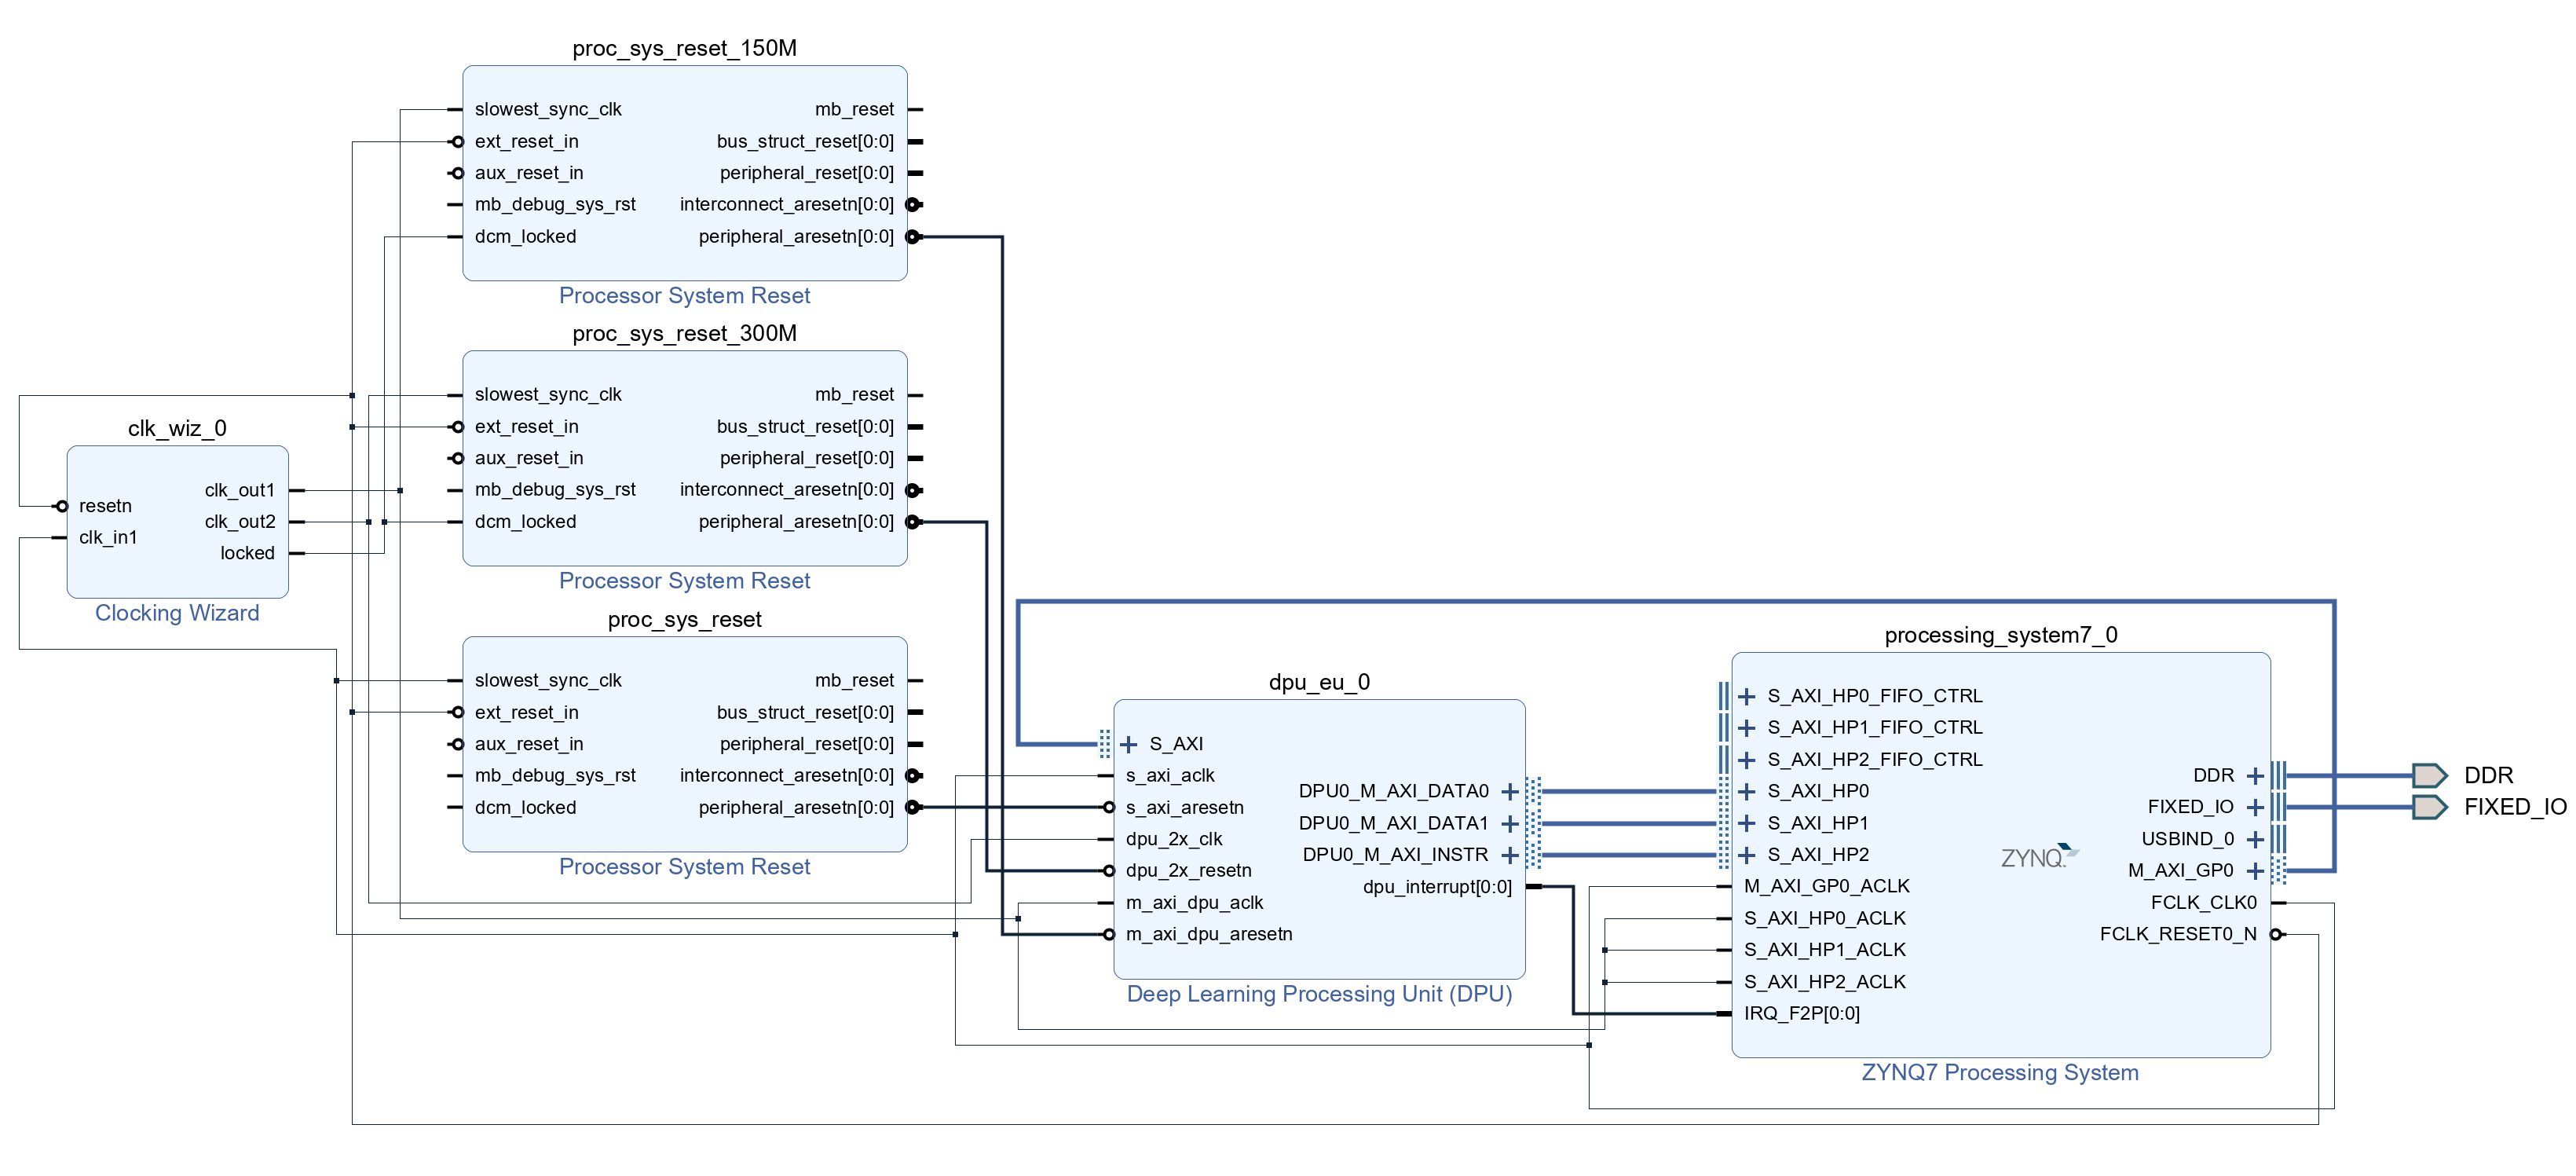 proc_sys_reset_150M
slowest_sync_clk
ext_reset_in
aux_reset_in
mb_debug_sys_rst
dcm_locked
mb_reset
bus_struct_reset[0:0]
peripheral_reset[0:0]
interconnect_aresetn[0:0]
peripheral_aresetn[0:0]
Processor System Reset
proc_sys_reset_300M
slowest_sync_clk
ext_reset_in
aux_reset_in
mb_debug_sys_rst
dcm_locked
mb_reset
bus_struct_reset[0:0]
peripheral_reset[0:0]
interconnect_aresetn[0:0]
peripheral_aresetn[0:0]
Processor System Reset
clk_wiz_0
resetn
clk_in1
clk_out1
clk_out2
locked
Clocking Wizard
proc_sys_reset
slowest_sync_clk
ext_reset_in
aux_reset_in
mb_debug_sys_rst
dcm_locked
mb_reset
bus_struct_reset[0:0]
peripheral_reset[0:0]
interconnect_aresetn[0:0]
peripheral_aresetn[0:0]
Processor System Reset
dpu_eu_0
S_AXI
s_axi_aclk
s_axi_aresetn
dpu_2x_clk
dpu_2x_resetn
m_axi_dpu_aclk
m_axi_dpu_aresetn
DPU0_M_AXI_DATA0
DPU0_M_AXI_DATA1
DPU0_M_AXI_INSTR
dpu_interrupt[0:0]
Deep Learning Processing Unit (DPU)
processing_system7_0
S_AXI_HP0_FIFO_CTRL
S_AXI_HP1_FIFO_CTRL
S_AXI_HP2_FIFO_CTRL
S_AXI_HP0
S_AXI_HP1
S_AXI_HP2
M_AXI_GP0_ACLK
S_AXI_HP0_ACLK
S_AXI_HP1_ACLK
S_AXI_HP2_ACLK
IRQ_F2P[0:0]
ZYNQ
DDR
FIXED_IO
USBIND_0
M_AXI_GP0
FCLK_CLK0
FCLK_RESET0_N
ZYNQ7 Processing System
DDR
FIXED_IO